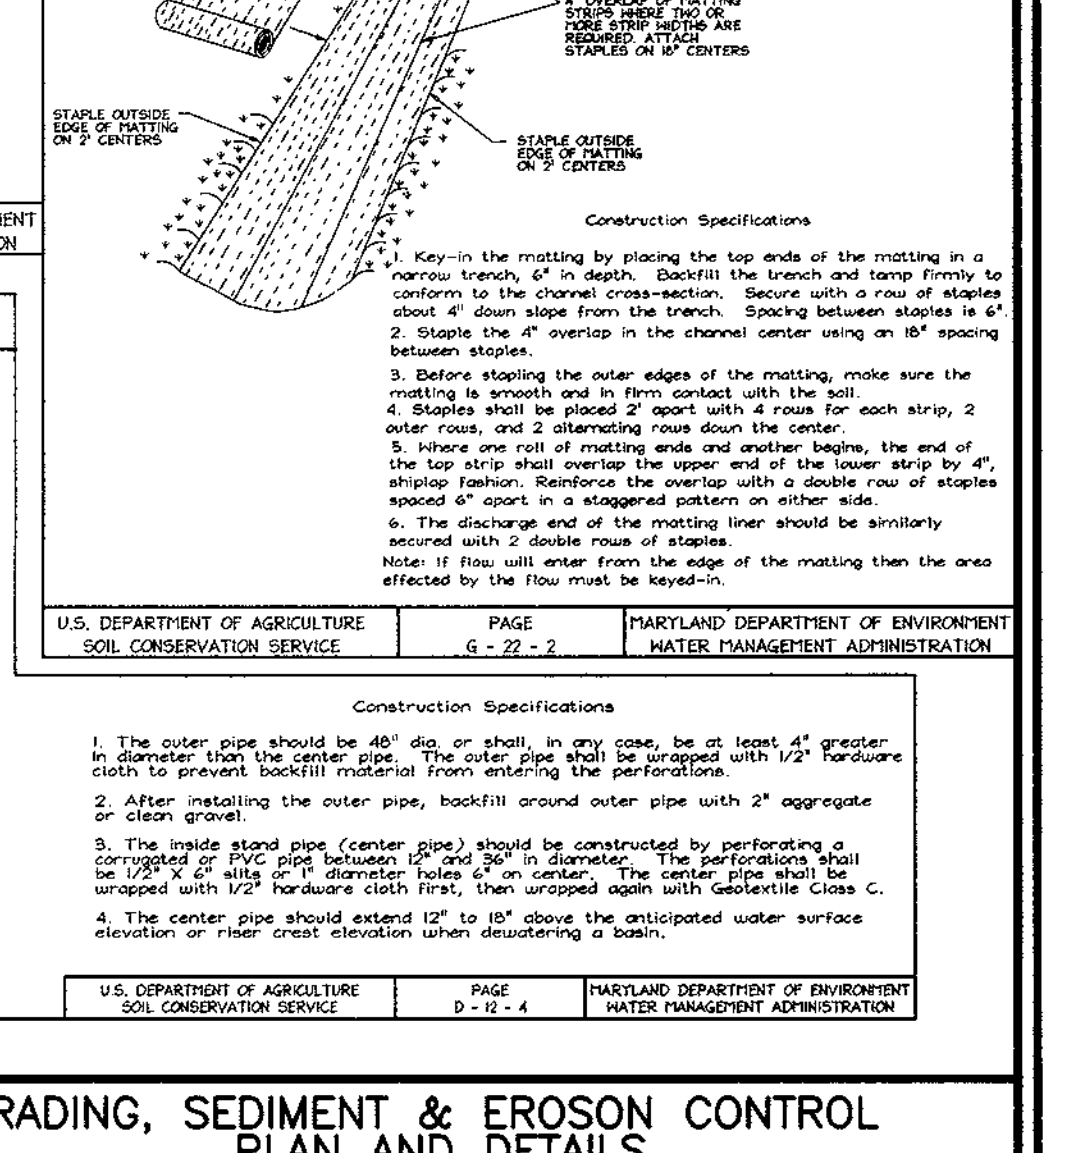 4" OVERLAP OF MATTING
STRIPS WHERE TWO OR
MORE STRIP WIDTHS ARE
REQUIRED. ATTACH
STAPLES ON 18" CENTERS
STAPLE OUTSIDE
EDGE OF MATTING
ON 2' CENTERS
STAPLE OUTSIDE
EDGE OF MATTING
ON 2' CENTERS
Construction Specifications
1. Key-in the matting by placing the top ends of the matting in a
narrow trench, 6" in depth. Backfill the trench and tamp firmly to
conform to the channel cross-section. Secure with a row of staples
about 4" down slope from the trench. Spacing between staples is 6".
2. Staple the 4" overlap in the channel center using an 18" spacing
between staples.
3. Before stapling the outer edges of the matting, make sure the
matting is smooth and in firm contact with the soil.
4. Staples shall be placed 2' apart with 4 rows for each strip, 2
outer rows, and 2 alternating rows down the center.
5. Where one roll of matting ends and another begins, the end of
the top strip shall overlap the upper end of the lower strip by 4",
shiplap fashion. Reinforce the overlap with a double row of staples
spaced 6" apart in a staggered pattern on either side.
6. The discharge end of the matting liner should be similarly
secured with 2 double rows of staples.
Note: If flow will enter from the edge of the matting then the area
effected by the flow must be keyed-in.
U.S. DEPARTMENT OF AGRICULTURE
SOIL CONSERVATION SERVICE
PAGE
G - 22 - 2
MARYLAND DEPARTMENT OF ENVIRONMENT
WATER MANAGEMENT ADMINISTRATION
Construction Specifications
1. The outer pipe should be 48" dia. or shall, in any case, be at least 4" greater
in diameter than the center pipe. The outer pipe shall be wrapped with 1/2" hardware
cloth to prevent backfill material from entering the perforations.
2. After installing the outer pipe, backfill around outer pipe with 2" aggregate
or clean gravel.
3. The inside stand pipe (center pipe) should be constructed by perforating a
corrugated or PVC pipe between 12" and 36" in diameter. The perforations shall
be 1/2" X 6" slits or 1" diameter holes 6" on center. The center pipe shall be
wrapped with 1/2" hardware cloth first, then wrapped again with Geotextile Class C.
4. The center pipe should extend 12" to 18" above the anticipated water surface
elevation or riser crest elevation when dewatering a basin.
U.S. DEPARTMENT OF AGRICULTURE
SOIL CONSERVATION SERVICE
PAGE
D - 12 - 4
MARYLAND DEPARTMENT OF ENVIRONMENT
WATER MANAGEMENT ADMINISTRATION
RADING, SEDIMENT & EROSON CONTROL
PLAN AND DETAILS